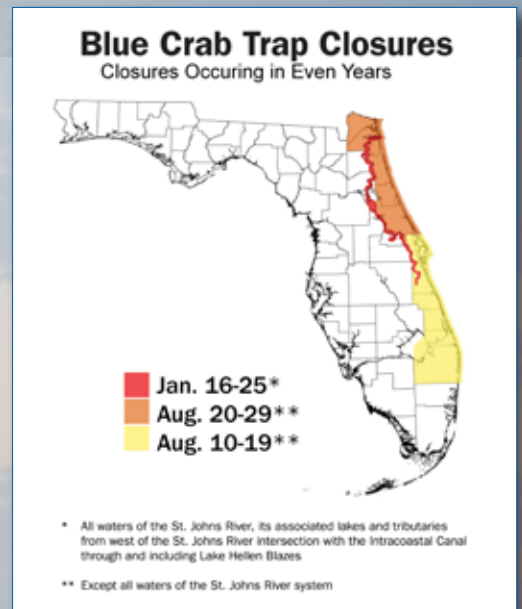 Blue Crab Trap Closures
Closures Occuring in Even Years
Jan. 16-25*
Aug. 20-29**
Aug. 10-19**
* All waters of the St. Johns River, its associated lakes and tributaries
from west of the St. Johns River intersection with the Intracoastal Canal
through and including Lake Hellen Blazes
** Except all waters of the St. Johns River system